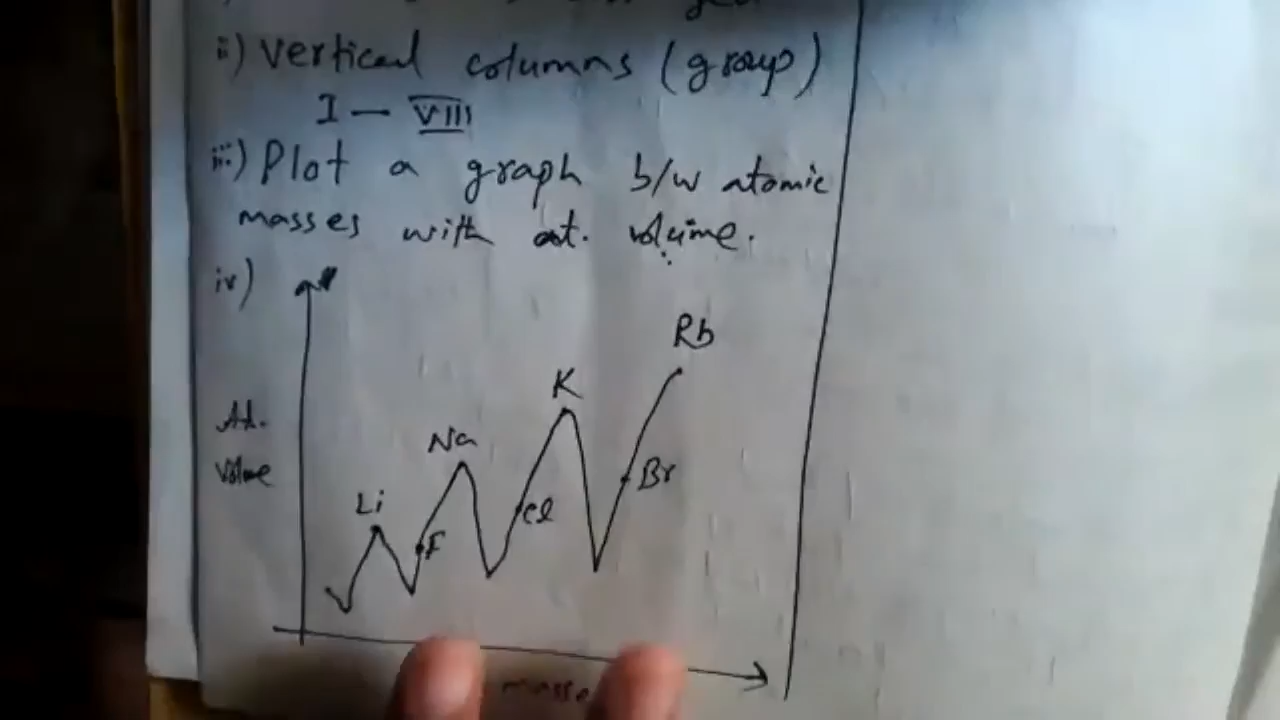 ii) Vertical columns (group)
I — VIII
iii) Plot a graph b/w atomic
masses with at. volume.
iv)
Rb
K
Na
At.
Volume
Br
Li
Cl
F